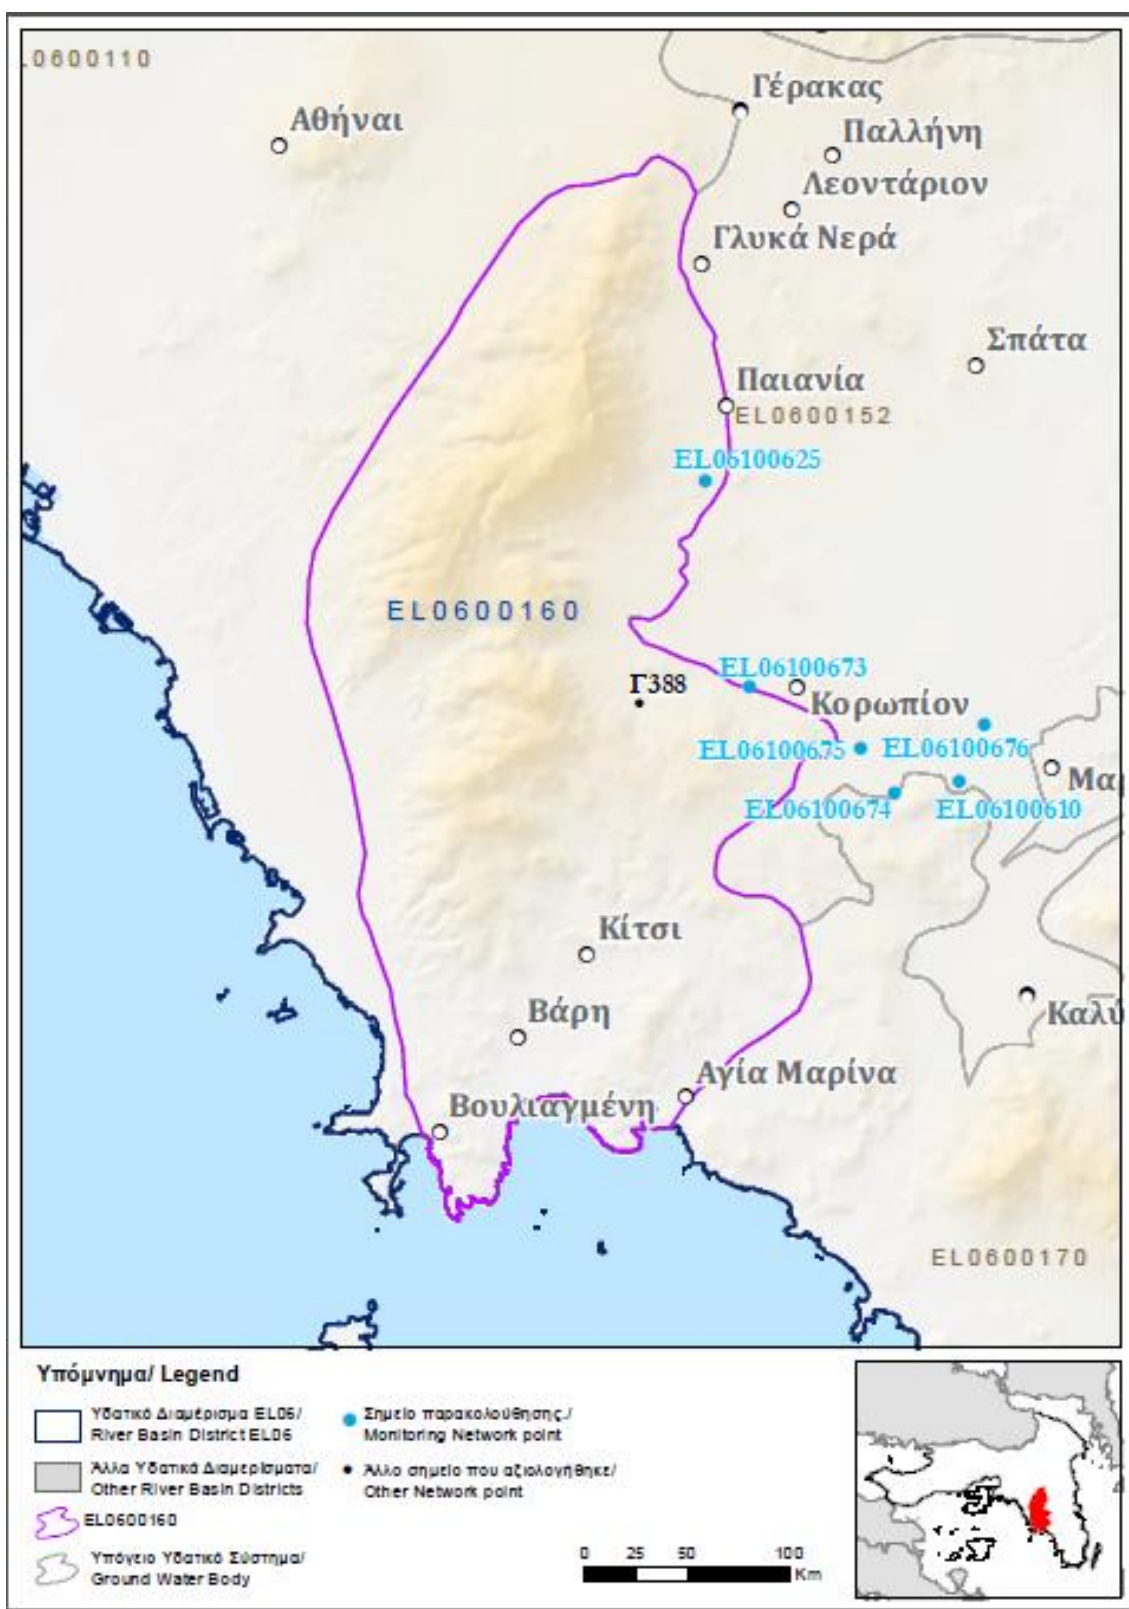 L0600110
Γέρακας
Αθήναι
Παλλήνη
Λεοντάριον
Γλυκά Νερά
Σπάτα
Παιανία
EL0600152
EL06100625
EL0600160
EL06100673
Γ388
Κορωπίον
EL06100675
EL06100676
Μαρ
EL06100674
EL06100610
Κίτσι
Καλύ
Βάρη
Αγία Μαρίνα
Βουλιαγμένη
EL0600170
Υπόμνημα/ Legend
Υδατικό Διαμέρισμα EL06/
River Basin District EL06
Άλλα Υδατικά Διαμερίσματα/
Other River Basin Districts
EL0600160
Υπόγειο Υδατικό Σύστημα/
Ground Water Body
Σημείο παρακολούθησης./
Monitoring Network point
Άλλο σημείο που αξιολογήθηκε/
Other Network point
0 25 50 100
Km